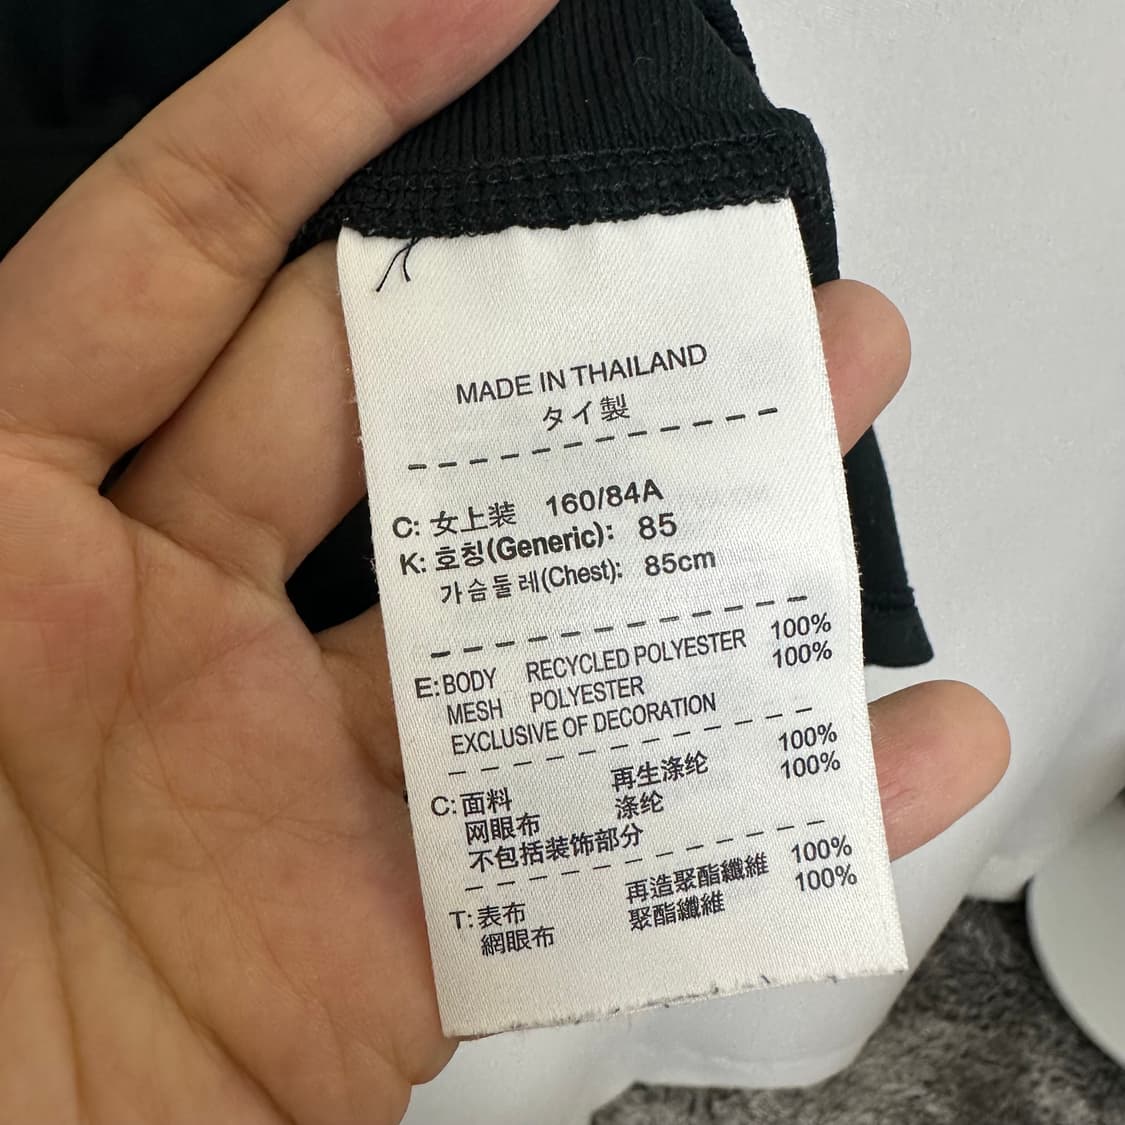 MADE IN THAILAND
タイ製
C: 女上装 160/84A
K: 호칭(Generic): 85
가슴둘레(Chest): 85cm
E: BODY RECYCLED POLYESTER 100%
MESH POLYESTER 100%
EXCLUSIVE OF DECORATION
C: 面料 再生涤纶 100%
网眼布 涤纶 100%
不包括装饰部分
T: 表布 再造聚酯纖維 100%
網眼布 聚酯纖維 100%